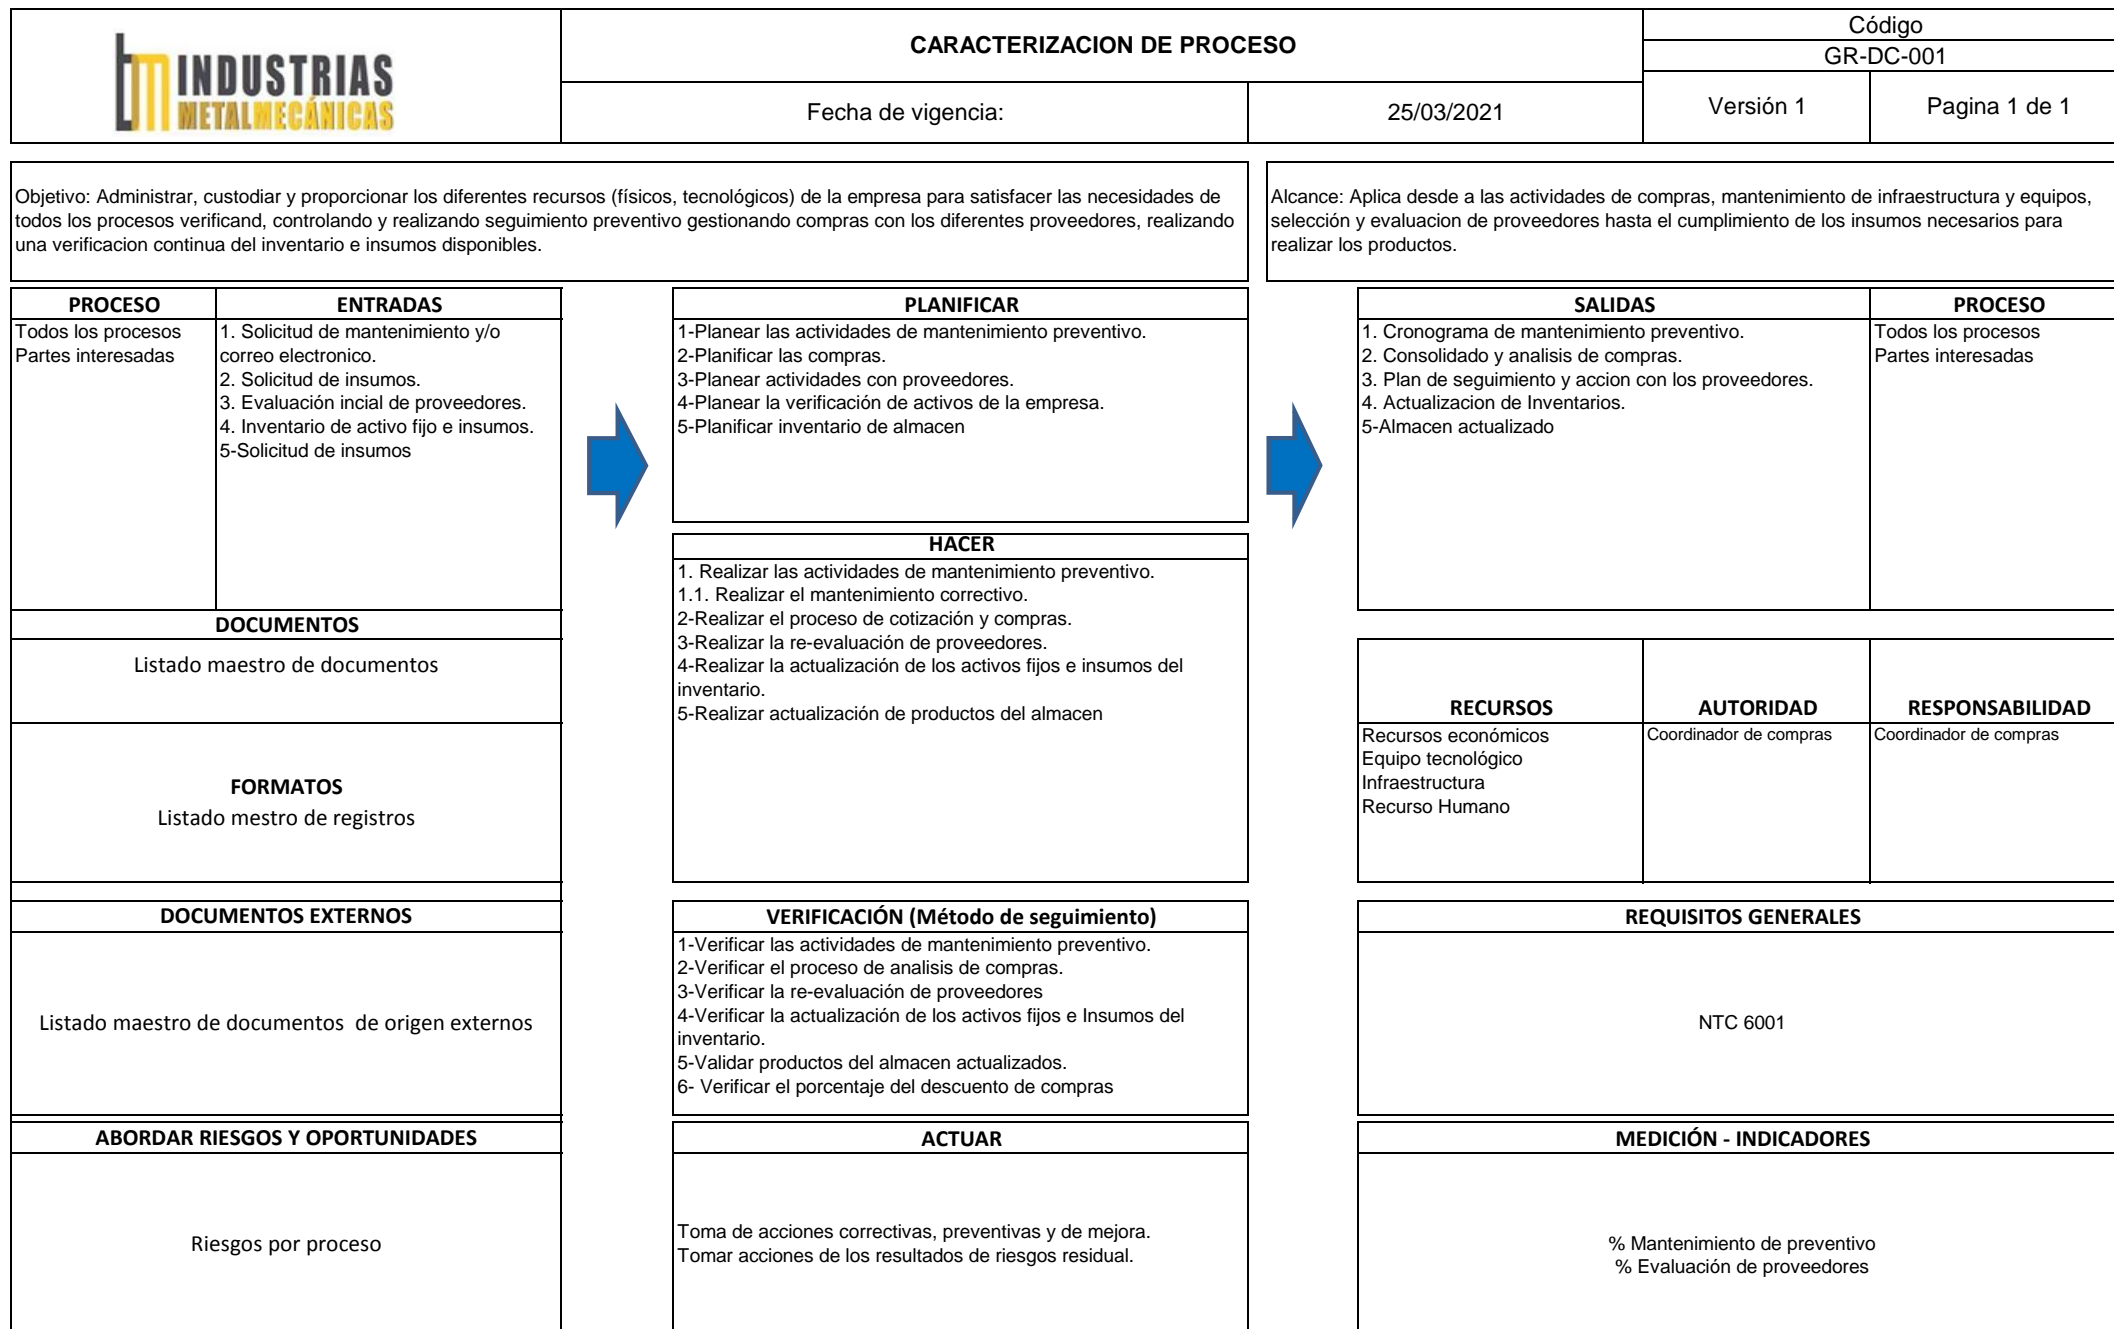 INDUSTRIAS
METALMECÁNICAS
CARACTERIZACION DE PROCESO
Código
GR-DC-001
Fecha de vigencia:
25/03/2021
Versión 1
Pagina 1 de 1
Objetivo: Administrar, custodiar y proporcionar los diferentes recursos (físicos, tecnológicos) de la empresa para satisfacer las necesidades de
todos los procesos verificand, controlando y realizando seguimiento preventivo gestionando compras con los diferentes proveedores, realizando
una verificacion continua del inventario e insumos disponibles.
Alcance: Aplica desde a las actividades de compras, mantenimiento de infraestructura y equipos,
selección y evaluacion de proveedores hasta el cumplimiento de los insumos necesarios para
realizar los productos.
PROCESO
Todos los procesos
Partes interesadas
ENTRADAS
1. Solicitud de mantenimiento y/o
correo electronico.
2. Solicitud de insumos.
3. Evaluación incial de proveedores.
4. Inventario de activo fijo e insumos.
5-Solicitud de insumos
PLANIFICAR
1-Planear las actividades de mantenimiento preventivo.
2-Planificar las compras.
3-Planear actividades con proveedores.
4-Planear la verificación de activos de la empresa.
5-Planificar inventario de almacen
SALIDAS
1. Cronograma de mantenimiento preventivo.
2. Consolidado y analisis de compras.
3. Plan de seguimiento y accion con los proveedores.
4. Actualizacion de Inventarios.
5-Almacen actualizado
PROCESO
Todos los procesos
Partes interesadas
HACER
1. Realizar las actividades de mantenimiento preventivo.
1.1. Realizar el mantenimiento correctivo.
2-Realizar el proceso de cotización y compras.
3-Realizar la re-evaluación de proveedores.
4-Realizar la actualización de los activos fijos e insumos del
inventario.
5-Realizar actualización de productos del almacen
DOCUMENTOS
Listado maestro de documentos
FORMATOS
Listado mestro de registros
RECURSOS
Recursos económicos
Equipo tecnológico
Infraestructura
Recurso Humano
AUTORIDAD
Coordinador de compras
RESPONSABILIDAD
Coordinador de compras
DOCUMENTOS EXTERNOS
Listado maestro de documentos  de origen externos
VERIFICACIÓN (Método de seguimiento)
1-Verificar las actividades de mantenimiento preventivo.
2-Verificar el proceso de analisis de compras.
3-Verificar la re-evaluación de proveedores
4-Verificar la actualización de los activos fijos e Insumos del
inventario.
5-Validar productos del almacen actualizados.
6- Verificar el porcentaje del descuento de compras
REQUISITOS GENERALES
NTC 6001
ABORDAR RIESGOS Y OPORTUNIDADES
Riesgos por proceso
ACTUAR
Toma de acciones correctivas, preventivas y de mejora.
Tomar acciones de los resultados de riesgos residual.
MEDICIÓN - INDICADORES
% Mantenimiento de preventivo
% Evaluación de proveedores